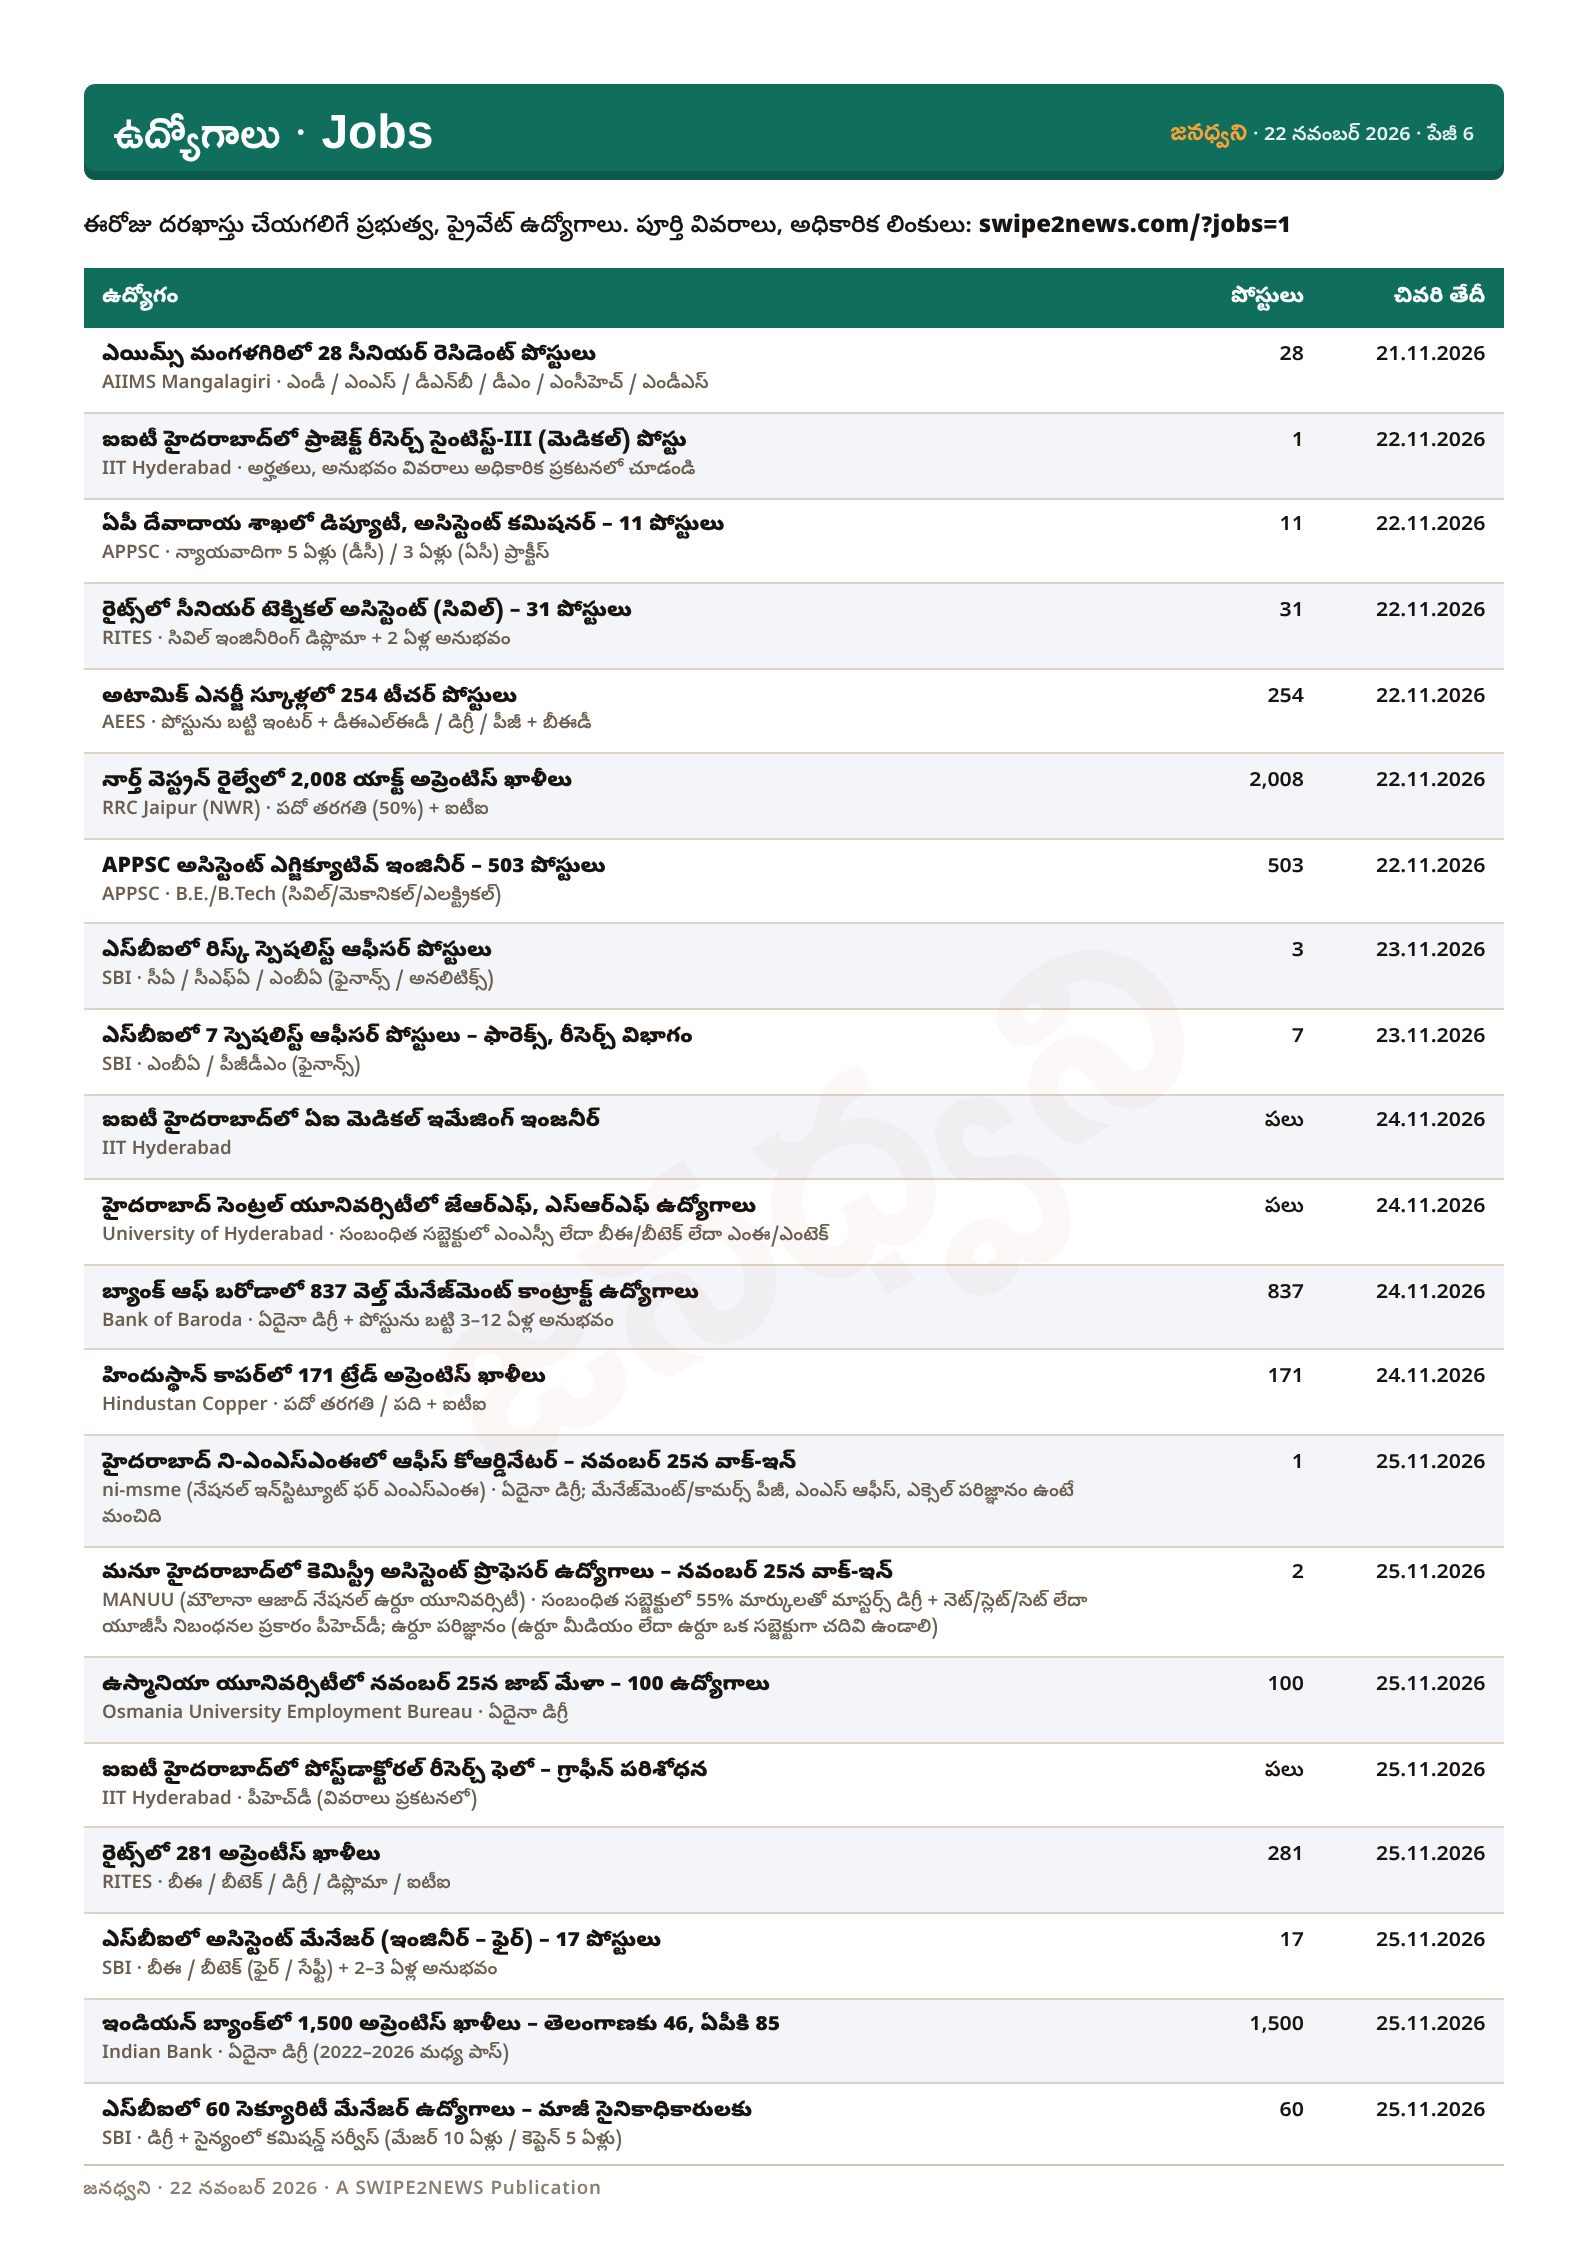 ఉద్యోగాలు · Jobs
జనధ్వని · 22 నవంబర్ 2026 · పేజీ 6
ఈరోజు దరఖాస్తు చేయగలిగే ప్రభుత్వ, ప్రైవేట్ ఉద్యోగాలు. పూర్తి వివరాలు, అధికారిక లింకులు: swipe2news.com/?jobs=1
ఉద్యోగం పోస్టులు చివరి తేదీ
ఎయిమ్స్ మంగళగిరిలో 28 సీనియర్ రెసిడెంట్ పోస్టులు 28 21.11.2026
AIIMS Mangalagiri · ఎండీ / ఎంఎస్ / డీఎన్‌బీ / డీఎం / ఎంసీహెచ్ / ఎండీఎస్
ఐఐటీ హైదరాబాద్‌లో ప్రాజెక్ట్ రీసెర్చ్ సైంటిస్ట్-III (మెడికల్) పోస్టు 1 22.11.2026
IIT Hyderabad · అర్హతలు, అనుభవం వివరాలు అధికారిక ప్రకటనలో చూడండి
ఏపీ దేవాదాయ శాఖలో డిప్యూటీ, అసిస్టెంట్ కమిషనర్ – 11 పోస్టులు 11 22.11.2026
APPSC · న్యాయవాదిగా 5 ఏళ్లు (డీసీ) / 3 ఏళ్లు (ఏసీ) ప్రాక్టీస్
రైట్స్‌లో సీనియర్ టెక్నికల్ అసిస్టెంట్ (సివిల్) – 31 పోస్టులు 31 22.11.2026
RITES · సివిల్ ఇంజినీరింగ్ డిప్లొమా + 2 ఏళ్ల అనుభవం
అటామిక్ ఎనర్జీ స్కూళ్లలో 254 టీచర్ పోస్టులు 254 22.11.2026
AEES · పోస్టును బట్టి ఇంటర్ + డీఈఎల్ఈడీ / డిగ్రీ / పీజీ + బీఈడీ
నార్త్ వెస్ట్రన్ రైల్వేలో 2,008 యాక్ట్ అప్రెంటిస్ ఖాళీలు 2,008 22.11.2026
RRC Jaipur (NWR) · పదో తరగతి (50%) + ఐటీఐ
APPSC అసిస్టెంట్ ఎగ్జిక్యూటివ్ ఇంజినీర్ – 503 పోస్టులు 503 22.11.2026
APPSC · B.E./B.Tech (సివిల్/మెకానికల్/ఎలక్ట్రికల్)
ఎస్‌బీఐలో రిస్క్ స్పెషలిస్ట్ ఆఫీసర్ పోస్టులు 3 23.11.2026
SBI · సీఏ / సీఎఫ్ఏ / ఎంబీఏ (ఫైనాన్స్ / అనలిటిక్స్)
ఎస్‌బీఐలో 7 స్పెషలిస్ట్ ఆఫీసర్ పోస్టులు – ఫారెక్స్, రీసెర్చ్ విభాగం 7 23.11.2026
SBI · ఎంబీఏ / పీజీడీఎం (ఫైనాన్స్)
ఐఐటీ హైదరాబాద్‌లో ఏఐ మెడికల్ ఇమేజింగ్ ఇంజనీర్ పలు 24.11.2026
IIT Hyderabad
హైదరాబాద్ సెంట్రల్ యూనివర్సిటీలో జేఆర్ఎఫ్, ఎస్ఆర్ఎఫ్ ఉద్యోగాలు పలు 24.11.2026
University of Hyderabad · సంబంధిత సబ్జెక్టులో ఎంఎస్సీ లేదా బీఈ/బీటెక్ లేదా ఎంఈ/ఎంటెక్
బ్యాంక్ ఆఫ్ బరోడాలో 837 వెల్త్ మేనేజ్‌మెంట్ కాంట్రాక్ట్ ఉద్యోగాలు 837 24.11.2026
Bank of Baroda · ఏదైనా డిగ్రీ + పోస్టును బట్టి 3–12 ఏళ్ల అనుభవం
హిందుస్థాన్ కాపర్‌లో 171 ట్రేడ్ అప్రెంటిస్ ఖాళీలు 171 24.11.2026
Hindustan Copper · పదో తరగతి / పది + ఐటీఐ
హైదరాబాద్ ని-ఎంఎస్ఎంఈలో ఆఫీస్ కోఆర్డినేటర్ – నవంబర్ 25న వాక్-ఇన్ 1 25.11.2026
ni-msme (నేషనల్ ఇన్‌స్టిట్యూట్ ఫర్ ఎంఎస్ఎంఈ) · ఏదైనా డిగ్రీ; మేనేజ్‌మెంట్/కామర్స్ పీజీ, ఎంఎస్ ఆఫీస్, ఎక్సెల్ పరిజ్ఞానం ఉంటే
మంచిది
మనూ హైదరాబాద్‌లో కెమిస్ట్రీ అసిస్టెంట్ ప్రొఫెసర్ ఉద్యోగాలు – నవంబర్ 25న వాక్-ఇన్ 2 25.11.2026
MANUU (మౌలానా ఆజాద్ నేషనల్ ఉర్దూ యూనివర్సిటీ) · సంబంధిత సబ్జెక్టులో 55% మార్కులతో మాస్టర్స్ డిగ్రీ + నెట్/స్లెట్/సెట్ లేదా
యూజీసీ నిబంధనల ప్రకారం పీహెచ్‌డీ; ఉర్దూ పరిజ్ఞానం (ఉర్దూ మీడియం లేదా ఉర్దూ ఒక సబ్జెక్టుగా చదివి ఉండాలి)
ఉస్మానియా యూనివర్సిటీలో నవంబర్ 25న జాబ్ మేళా – 100 ఉద్యోగాలు 100 25.11.2026
Osmania University Employment Bureau · ఏదైనా డిగ్రీ
ఐఐటీ హైదరాబాద్‌లో పోస్ట్‌డాక్టోరల్ రీసెర్చ్ ఫెలో – గ్రాఫీన్ పరిశోధన పలు 25.11.2026
IIT Hyderabad · పీహెచ్‌డీ (వివరాలు ప్రకటనలో)
రైట్స్‌లో 281 అప్రెంటీస్ ఖాళీలు 281 25.11.2026
RITES · బీఈ / బీటెక్ / డిగ్రీ / డిప్లొమా / ఐటీఐ
ఎస్‌బీఐలో అసిస్టెంట్ మేనేజర్ (ఇంజినీర్ – ఫైర్) – 17 పోస్టులు 17 25.11.2026
SBI · బీఈ / బీటెక్ (ఫైర్ / సేఫ్టీ) + 2–3 ఏళ్ల అనుభవం
ఇండియన్ బ్యాంక్‌లో 1,500 అప్రెంటిస్ ఖాళీలు – తెలంగాణకు 46, ఏపీకి 85 1,500 25.11.2026
Indian Bank · ఏదైనా డిగ్రీ (2022–2026 మధ్య పాస్)
ఎస్‌బీఐలో 60 సెక్యూరిటీ మేనేజర్ ఉద్యోగాలు – మాజీ సైనికాధికారులకు 60 25.11.2026
SBI · డిగ్రీ + సైన్యంలో కమిషన్డ్ సర్వీస్ (మేజర్ 10 ఏళ్లు / కెప్టెన్ 5 ఏళ్లు)
జనధ్వని · 22 నవంబర్ 2026 · A SWIPE2NEWS Publication
జనధ్వని